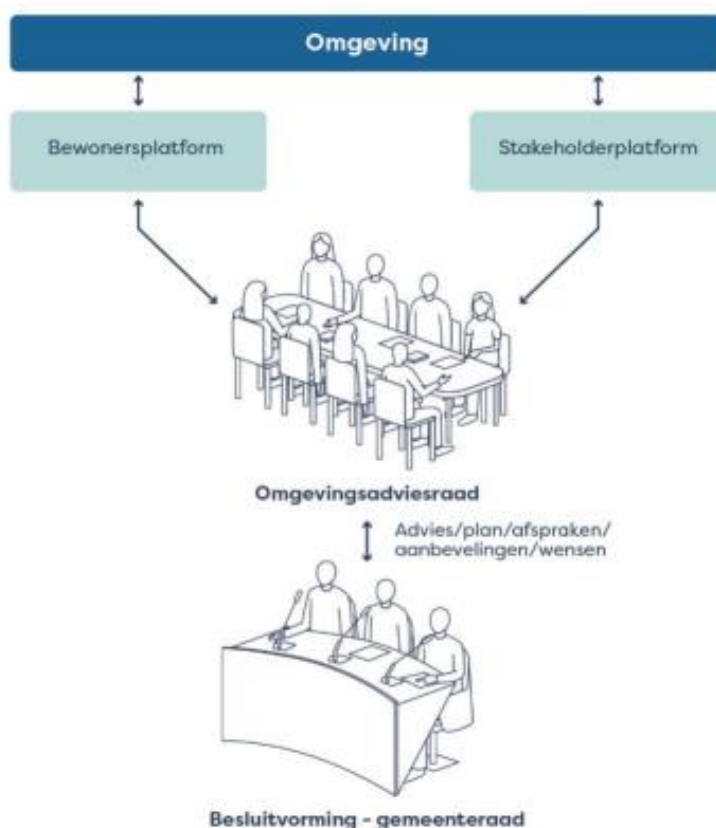 Omgeving
Bewonersplatform
Stakeholderplatform
Omgevingsadviesraad
Advies/plan/afspraken/
aanbevelingen/wensen
Besluitvorming - gemeenteraad